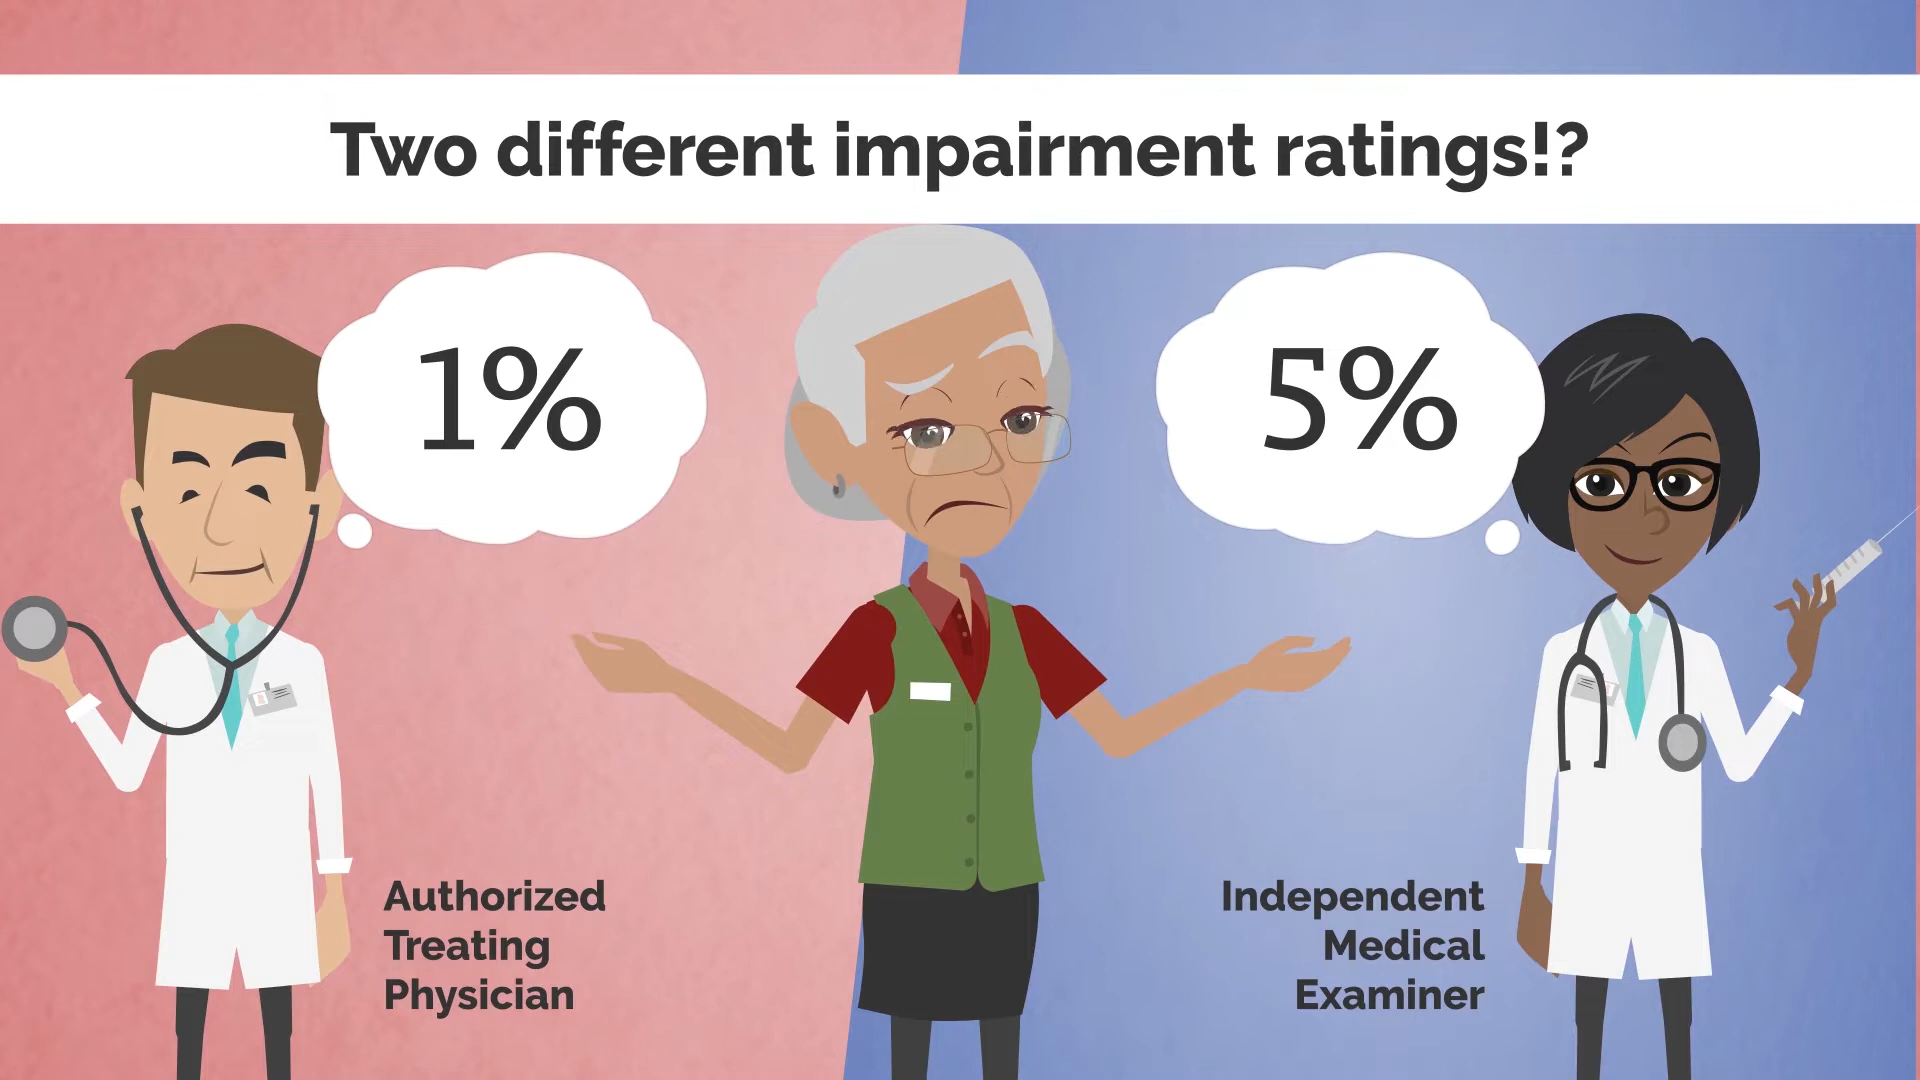 Two different impairment ratings!?
1%
5%
Authorized
Treating
Physician
Independent
Medical
Examiner